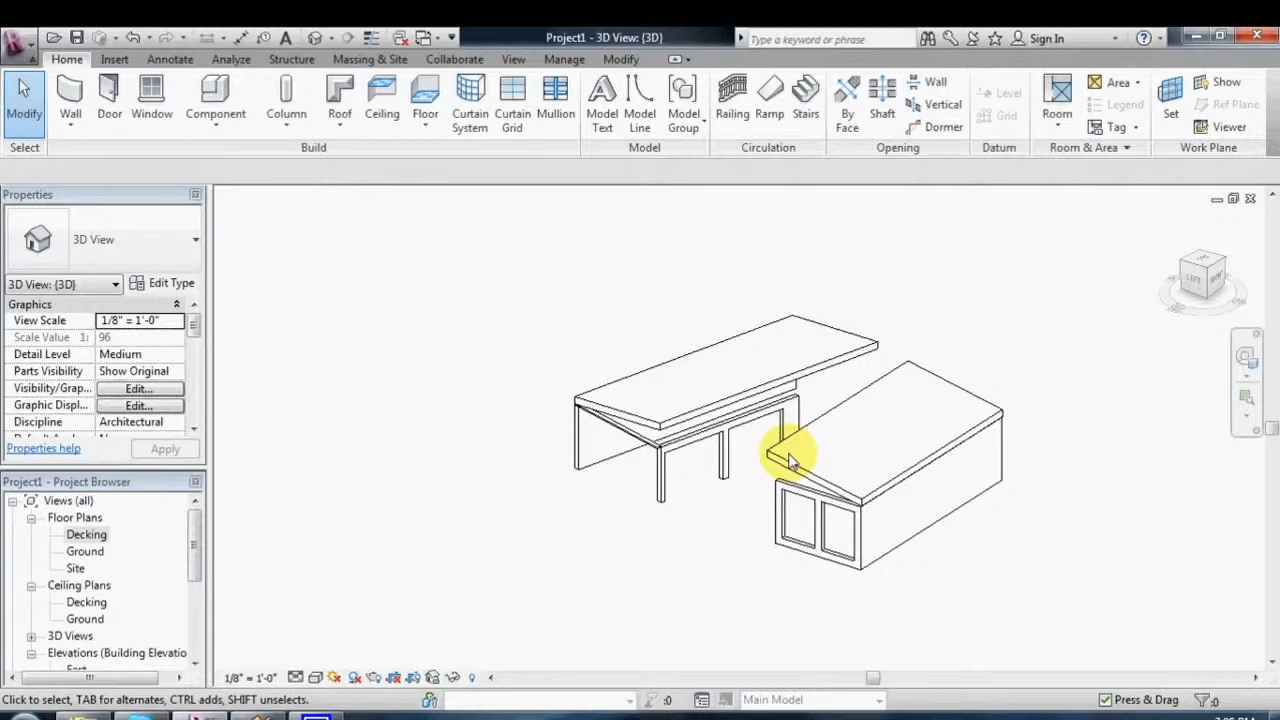 Project1 - 3D View: {3D}
Type a keyword or phrase
Sign In
Home Insert Annotate Analyze Structure Massing & Site Collaborate View Manage Modify
Modify
Wall
Door
Window
Component
Column
Roof
Ceiling
Floor
Curtain System
Curtain Grid
Mullion
Model Text
Model Line
Model Group
Railing
Ramp
Stairs
By Face
Shaft
Wall
Vertical
Dormer
Level
Grid
Room
Area
Legend
Tag
Set
Show
Ref Plane
Viewer
Select Build Model Circulation Opening Datum Room & Area Work Plane
Properties
3D View
3D View: {3D} Edit Type
Graphics
View Scale 1/8" = 1'-0"
Scale Value 1: 96
Detail Level Medium
Parts Visibility Show Original
Visibility/Grap... Edit...
Graphic Displ... Edit...
Discipline Architectural
Properties help Apply
Project1 - Project Browser
Views (all)
Floor Plans
Decking
Ground
Site
Ceiling Plans
Decking
Ground
3D Views
Elevations (Building Elevatio
East
1/8" = 1'-0"
Click to select, TAB for alternates, CTRL adds, SHIFT unselects.
:0
Main Model
Press & Drag
:0